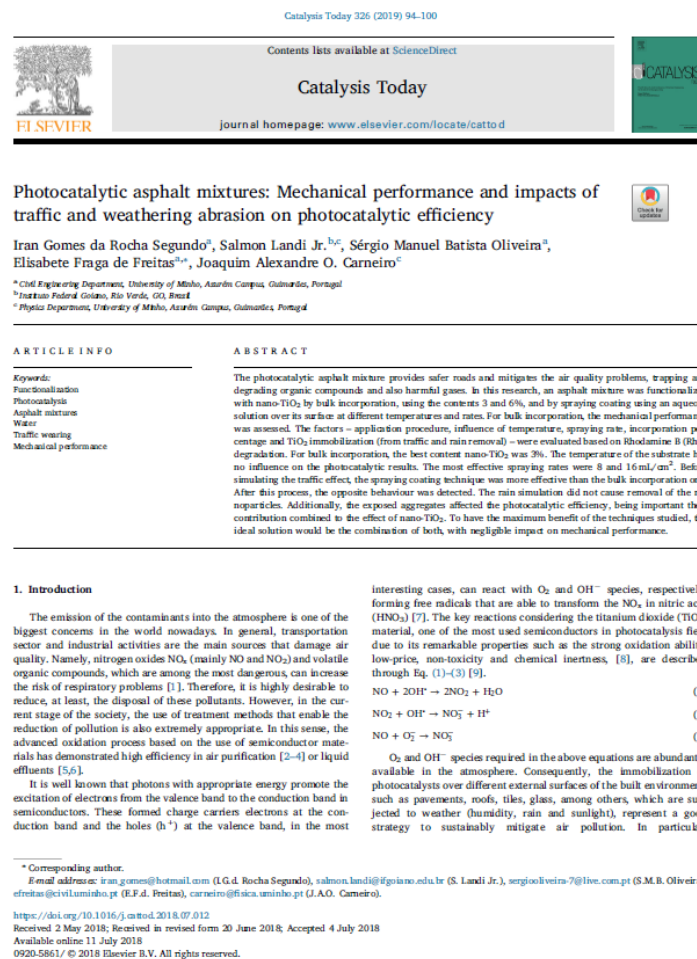 Catalysis Today 326 (2019) 94–100
Contents lists available at ScienceDirect
Catalysis Today
journal homepage: www.elsevier.com/locate/cattod
ELSEVIER
CATALYSIS
Check for
updates
Photocatalytic asphalt mixtures: Mechanical performance and impacts of
traffic and weathering abrasion on photocatalytic efficiency
Iran Gomes da Rocha Segundoᵃ, Salmon Landi Jr.ᵇ,ᶜ, Sérgio Manuel Batista Oliveiraᵃ,
Elisabete Fraga de Freitasᵃ,*, Joaquim Alexandre O. Carneiroᶜ
ᵃ Civil Engineering Department, University of Minho, Azurém Campus, Guimarães, Portugal
ᵇ Instituto Federal Goiano, Rio Verde, GO, Brazil
ᶜ Physics Department, University of Minho, Azurém Campus, Guimarães, Portugal
ARTICLE INFO
Keywords:
Functionalization
Photocatalysis
Asphalt mixtures
Water
Traffic wearing
Mechanical performance
ABSTRACT
The photocatalytic asphalt mixture provides safer roads and mitigates the air quality problems, trapping a
degrading organic compounds and also harmful gases. In this research, an asphalt mixture was functionaliz
with nano-TiO₂ by bulk incorporation, using the contents 3 and 6%, and by spraying coating using an aqueo
solution over its surface at different temperatures and rates. For bulk incorporation, the mechanical performan
was assessed. The factors – application procedure, influence of temperature, spraying rate, incorporation pe
centage and TiO₂ immobilization (from traffic and rain removal) – were evaluated based on Rhodamine B (Rh
degradation. For bulk incorporation, the best content nano-TiO₂ was 3%. The temperature of the substrate h
no influence on the photocatalytic results. The most effective spraying rates were 8 and 16 mL/cm². Befo
simulating the traffic effect, the spraying coating technique was more effective than the bulk incorporation on
After this process, the opposite behaviour was detected. The rain simulation did not cause removal of the n
noparticles. Additionally, the exposed aggregates affected the photocatalytic efficiency, being important the
contribution combined to the effect of nano-TiO₂. To have the maximum benefit of the techniques studied, t
ideal solution would be the combination of both, with negligible impact on mechanical performance.
1. Introduction
The emission of the contaminants into the atmosphere is one of the
biggest concerns in the world nowadays. In general, transportation
sector and industrial activities are the main sources that damage air
quality. Namely, nitrogen oxides NOₓ (mainly NO and NO₂) and volatile
organic compounds, which are among the most dangerous, can increase
the risk of respiratory problems [1]. Therefore, it is highly desirable to
reduce, at least, the disposal of these pollutants. However, in the cur-
rent stage of the society, the use of treatment methods that enable the
reduction of pollution is also extremely appropriate. In this sense, the
advanced oxidation process based on the use of semiconductor mate-
rials has demonstrated high efficiency in air purification [2–4] or liquid
effluents [5,6].
It is well known that photons with appropriate energy promote the
excitation of electrons from the valence band to the conduction band in
semiconductors. These formed charge carriers electrons at the con-
duction band and the holes (h⁺) at the valence band, in the most
interesting cases, can react with O₂ and OH⁻ species, respectivel
forming free radicals that are able to transform the NOₓ in nitric ac
(HNO₃) [7]. The key reactions considering the titanium dioxide (TiO
material, one of the most used semiconductors in photocatalysis fie
due to its remarkable properties such as the strong oxidation abilit
low-price, non-toxicity and chemical inertness, [8], are describe
through Eq. (1)–(3) [9].
NO + 2OH• → 2NO₂ + H₂O (
NO₂ + OH• → NO₃⁻ + H⁺ (
NO + O₂⁻ → NO₃⁻ (
O₂ and OH⁻ species required in the above equations are abundant
available in the atmosphere. Consequently, the immobilization
photocatalysts over different external surfaces of the built environmen
such as pavements, roofs, tiles, glass, among others, which are su
jected to weather (humidity, rain and sunlight), represent a goo
strategy to sustainably mitigate air pollution. In particula
* Corresponding author.
E-mail addresses: iran_gomes@hotmail.com (I.G.d. Rocha Segundo), salmon.landi@ifgoiano.edu.br (S. Landi Jr.), sergiooliveira-7@live.com.pt (S.M.B. Oliveir
efreitas@civil.uminho.pt (E.F.d. Freitas), carneiro@fisica.uminho.pt (J.A.O. Carneiro).
https://doi.org/10.1016/j.cattod.2018.07.012
Received 2 May 2018; Received in revised form 20 June 2018; Accepted 4 July 2018
Available online 11 July 2018
0920-5861/ © 2018 Elsevier B.V. All rights reserved.